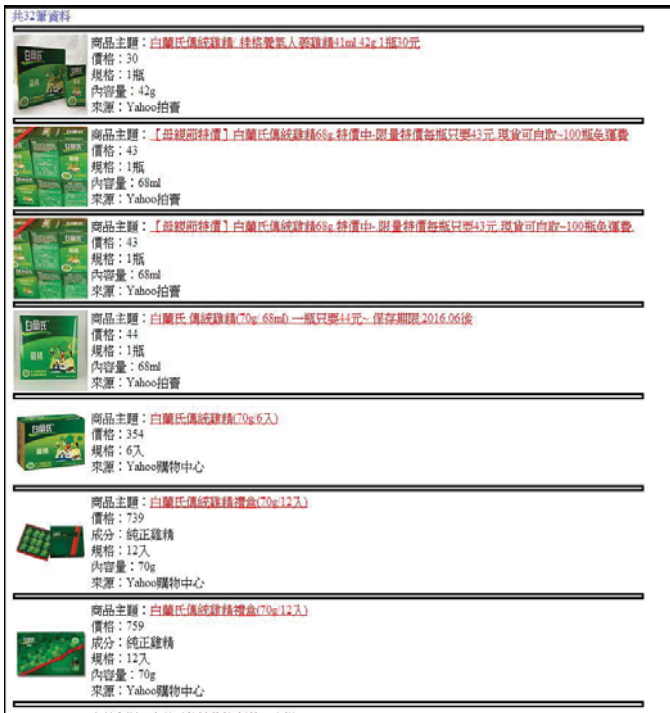 共32筆資料
商品主題：白蘭氏傳統雞精/ 桂格養氣人蔘雞精41ml 42g 1瓶30元
價格：30
規格：1瓶
內容量：42g
來源：Yahoo拍賣
商品主題：【母親節特價】白蘭氏傳統雞精68g 特價中-限量特價每瓶只要43元 現貨可自取~100瓶免運費
價格：43
規格：1瓶
內容量：68ml
來源：Yahoo拍賣
商品主題：【母親節特價】白蘭氏傳統雞精68g 特價中-限量特價每瓶只要43元 現貨可自取~100瓶免運費
價格：43
規格：1瓶
內容量：68ml
來源：Yahoo拍賣
白蘭氏
雞精
商品主題：白蘭氏 傳統雞精(70g/ 68ml) 一瓶只要44元~ 保存期限:2016.06後
價格：44
規格：1瓶
內容量：68ml
來源：Yahoo拍賣
白蘭氏
雞精
商品主題：白蘭氏傳統雞精(70g/6入)
價格：354
規格：6入
來源：Yahoo購物中心
商品主題：白蘭氏傳統雞精禮盒(70g/12入)
價格：739
成分：純正雞精
規格：12入
內容量：70g
來源：Yahoo購物中心
商品主題：白蘭氏傳統雞精禮盒(70g/12入)
價格：759
成分：純正雞精
規格：12入
內容量：70g
來源：Yahoo購物中心